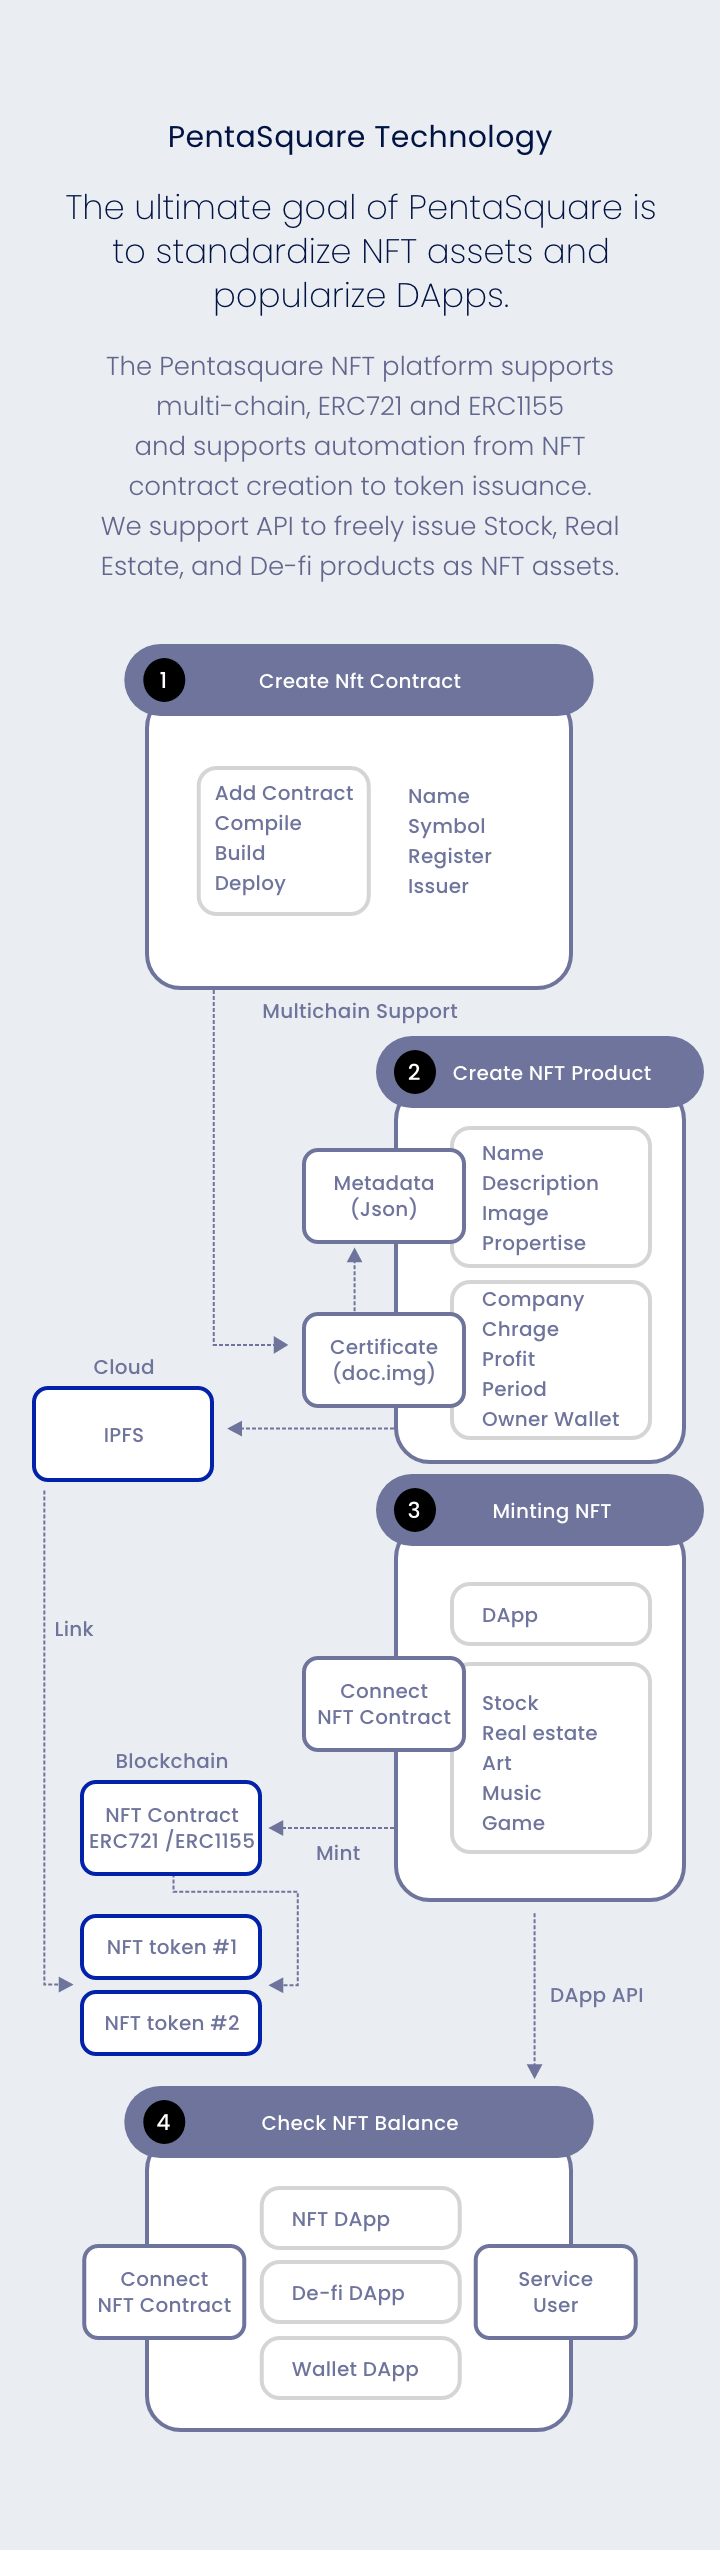 PentaSquare Technology
The ultimate goal of PentaSquare is
to standardize NFT assets and
popularize DApps.
The Pentasquare NFT platform supports
multi-chain, ERC721 and ERC1155
and supports automation from NFT
contract creation to token issuance.
We support API to freely issue Stock, Real
Estate, and De-fi products as NFT assets.
1
Create Nft Contract
Add Contract
Compile
Build
Deploy
Name
Symbol
Register
Issuer
Multichain Support
2
Create NFT Product
Metadata
(Json)
Name
Description
Image
Propertise
Certificate
(doc.img)
Company
Chrage
Profit
Period
Owner Wallet
Cloud
IPFS
3
Minting NFT
DApp
Link
Connect
NFT Contract
Stock
Real estate
Art
Music
Game
Blockchain
NFT Contract
ERC721 /ERC1155
Mint
NFT token #1
NFT token #2
DApp API
4
Check NFT Balance
NFT DApp
Connect
NFT Contract
De-fi DApp
Service
User
Wallet DApp